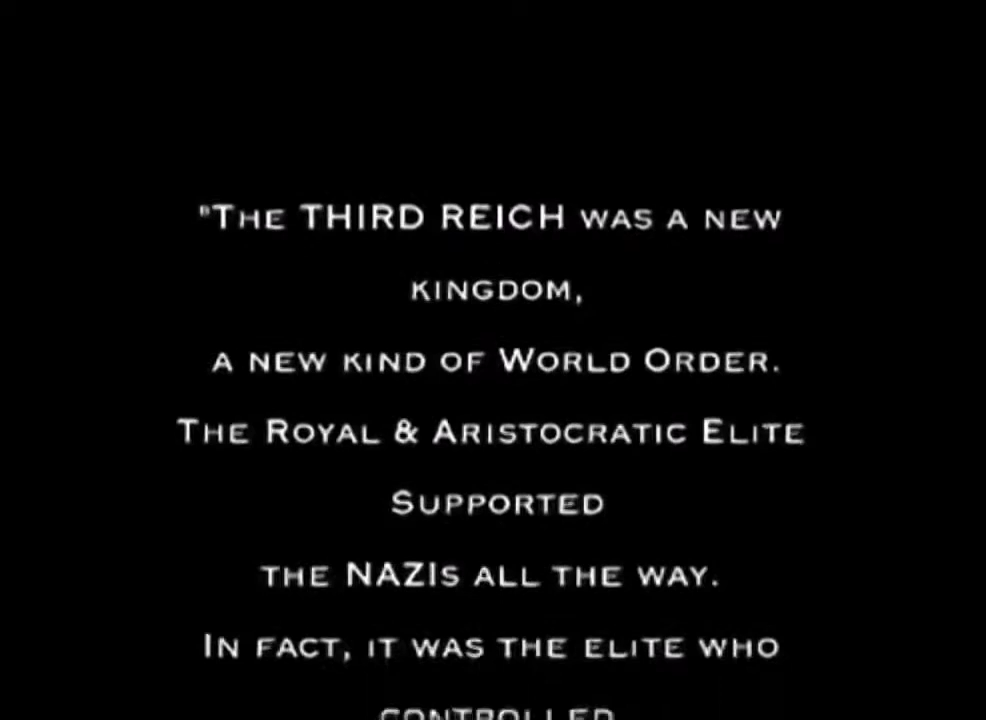 "The THIRD REICH was a new
kingdom,
a new kind of World Order.
The Royal & Aristocratic Elite
Supported
the NAZIs all the way.
In fact, it was the elite who
controlled